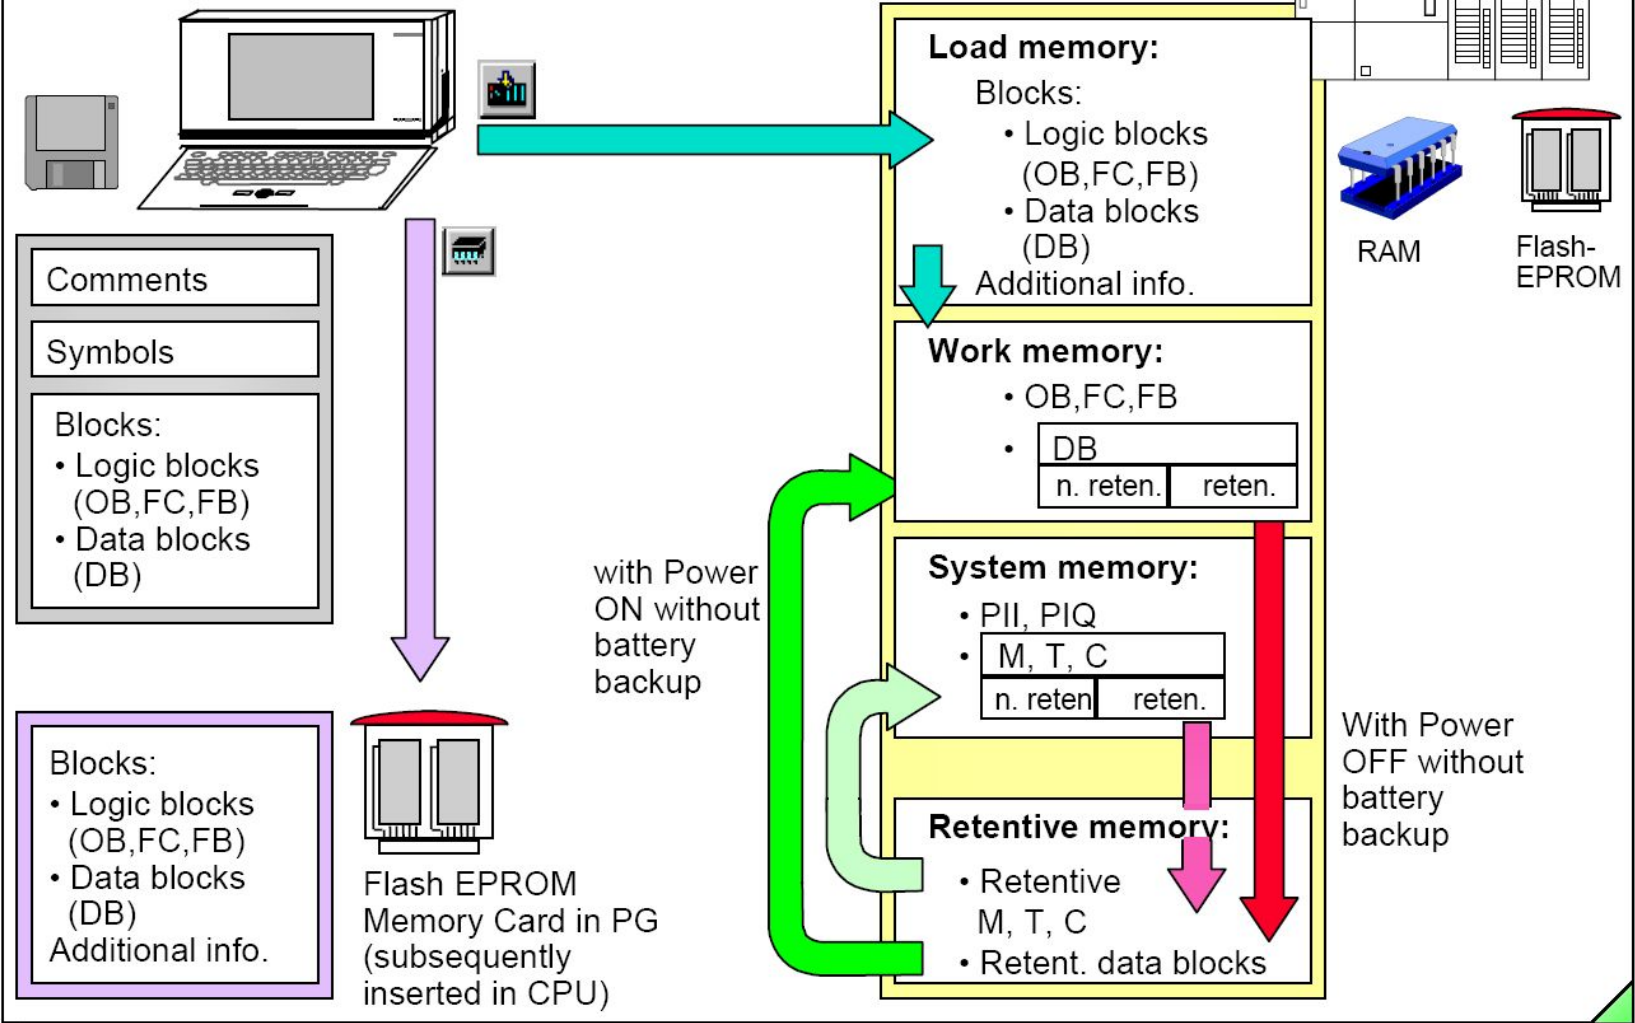 Comments
Symbols
Blocks:
• Logic blocks
(OB,FC,FB)
• Data blocks
(DB)
Blocks:
• Logic blocks
(OB,FC,FB)
• Data blocks
(DB)
Additional info.
Flash EPROM
Memory Card in PG
(subsequently
inserted in CPU)
with Power
ON without
battery
backup
Load memory:
Blocks:
• Logic blocks
(OB,FC,FB)
• Data blocks
(DB)
Additional info.
Work memory:
• OB,FC,FB
• DB
n. reten. reten.
System memory:
• PII, PIQ
• M, T, C
n. reten reten.
Retentive memory:
• Retentive
M, T, C
• Retent. data blocks
RAM
Flash-
EPROM
With Power
OFF without
battery
backup